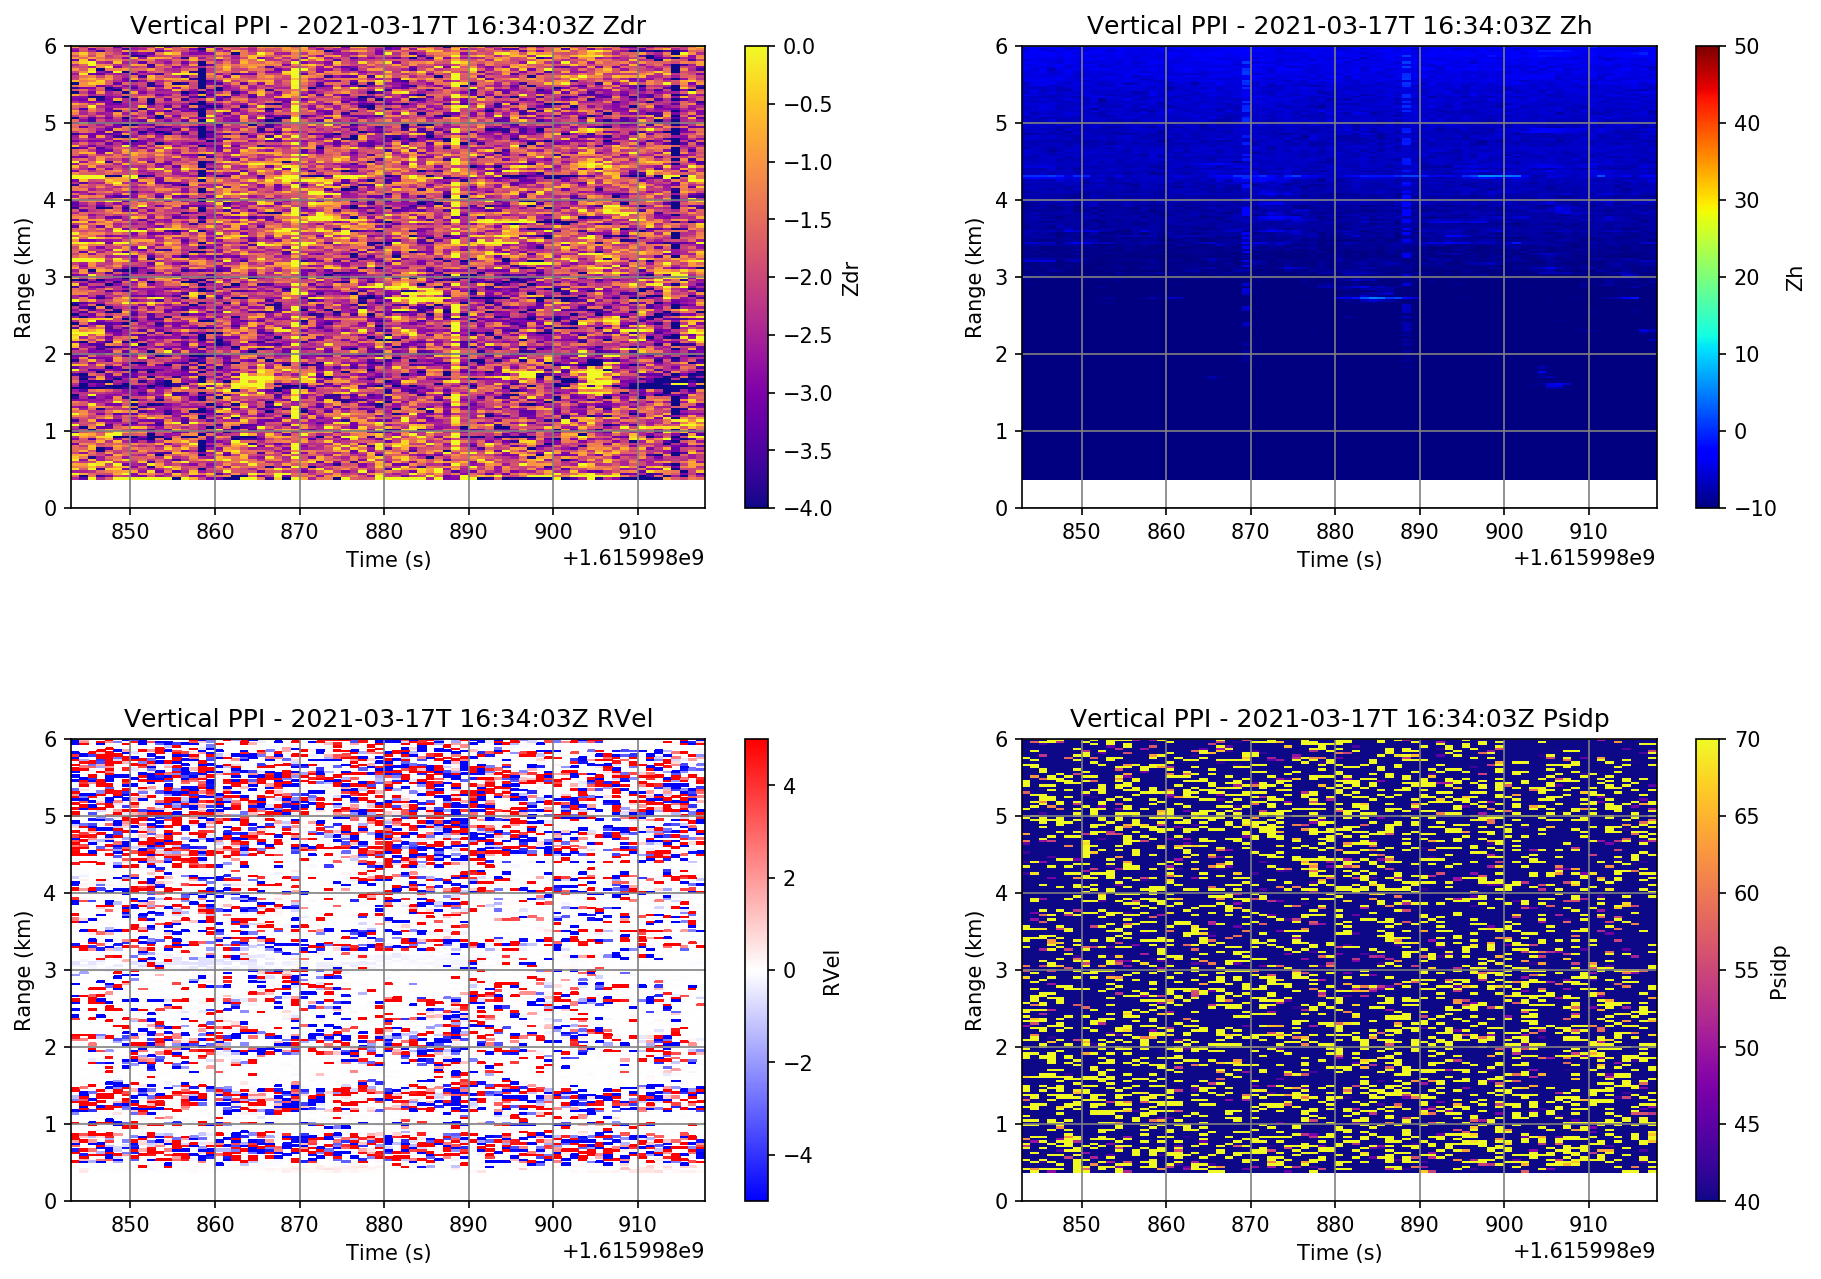 Vertical PPI - 2021-03-17T 16:34:03Z Zdr
6
5
4
3
2
1
0
Range (km)
850 860 870 880 890 900 910
Time (s)
+1.615998e9
0.0
−0.5
−1.0
−1.5
−2.0
−2.5
−3.0
−3.5
−4.0
Zdr
Vertical PPI - 2021-03-17T 16:34:03Z Zh
6
5
4
3
2
1
0
Range (km)
850 860 870 880 890 900 910
Time (s)
+1.615998e9
50
40
30
20
10
0
−10
Zh
Vertical PPI - 2021-03-17T 16:34:03Z RVel
6
5
4
3
2
1
0
Range (km)
850 860 870 880 890 900 910
Time (s)
+1.615998e9
4
2
0
−2
−4
RVel
Vertical PPI - 2021-03-17T 16:34:03Z Psidp
6
5
4
3
2
1
0
Range (km)
850 860 870 880 890 900 910
Time (s)
+1.615998e9
70
65
60
55
50
45
40
Psidp